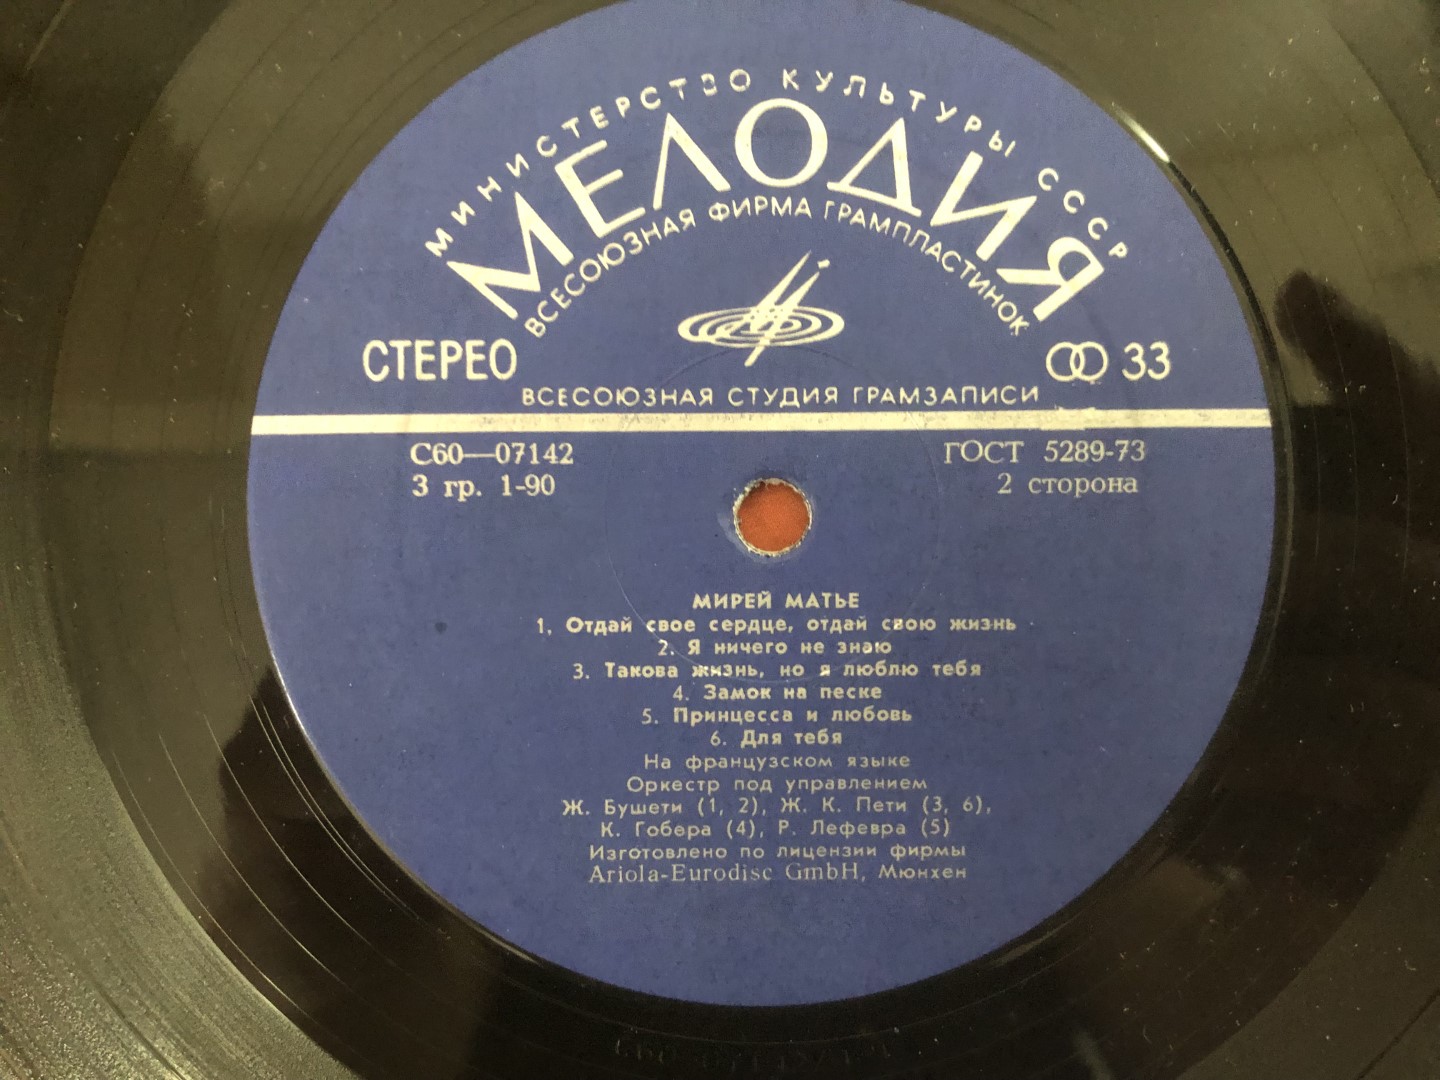 МИНИСТЕРСТВО КУЛЬТУРЫ СССР
МЕЛОДИЯ
ВСЕСОЮЗНАЯ ФИРМА ГРАМПЛАСТИНОК
СТЕРЕО
33
ВСЕСОЮЗНАЯ СТУДИЯ ГРАМЗАПИСИ
С60—07142
ГОСТ 5289-73
3 гр. 1-90
2 сторона
МИРЕЙ МАТЬЕ
1, Отдай свое сердце, отдай свою жизнь
2. Я ничего не знаю
3. Такова жизнь, но я люблю тебя
4. Замок на песке
5. Принцесса и любовь
6. Для тебя
На французском языке
Оркестр под управлением
Ж. Бушети (1, 2), Ж. К. Пети (3, 6),
К. Гобера (4), Р. Лефевра (5)
Изготовлено по лицензии фирмы
Ariola-Eurodisc GmbH, Мюнхен